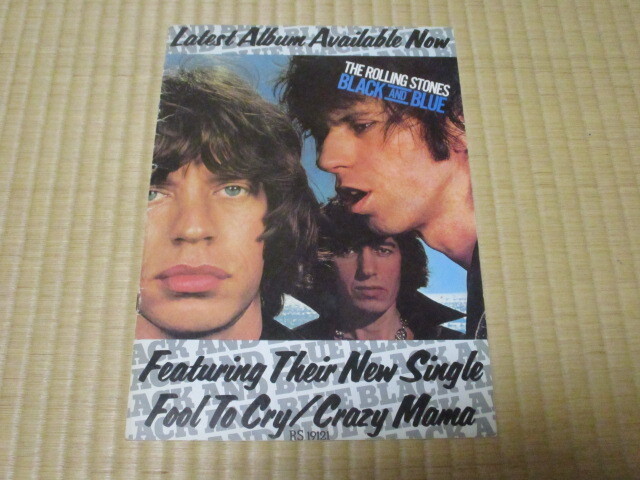 Latest Album Available Now
THE ROLLING STONES
BLACK AND BLUE
Featuring Their New Single
Fool To Cry/Crazy Mama
RS 19121